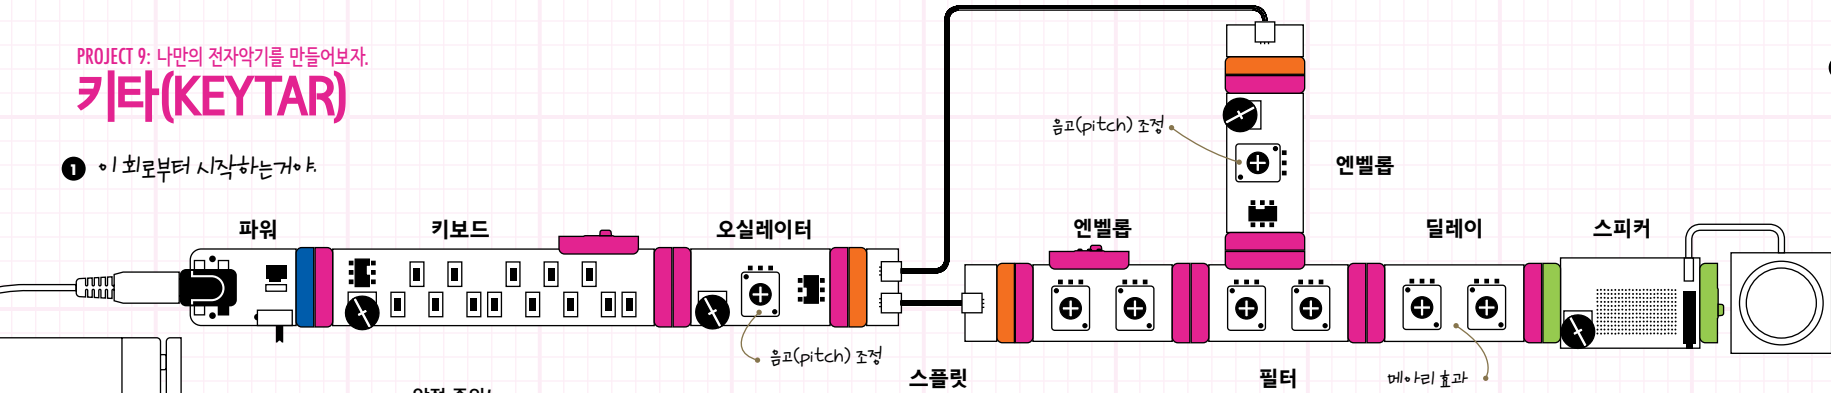 PROJECT 9: 나만의 전자악기를 만들어보자.
키타(KEYTAR)
1 이 회로부터 시작하는거야.
파워
키보드
오실레이터
음고(pitch) 조정
스플릿
음고(pitch) 조정
엔벨롭
엔벨롭
필터
딜레이
메아리 효과
스피커